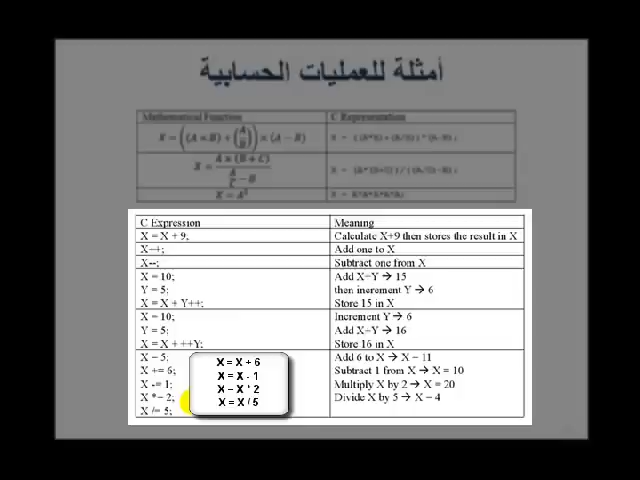 أمثلة للعمليات الحسابية
Mathematical Function C Representation
C Expression Meaning
X = X + 9; Calculate X+9 then stores the result in X
X++; Add one to X
X--; Subtract one from X
X = 10; Add X+Y → 15
Y = 5; then increment Y → 6
X = X + Y++; Store 15 in X
X = 10; Increment Y → 6
Y = 5; Add X+Y → 16
X = X + ++Y; Store 16 in X
X = 5; Add 6 to X → X = 11
X += 6; Subtract 1 from X → X = 10
X -= 1; Multiply X by 2 → X = 20
X *= 2; Divide X by 5 → X = 4
X /= 5;
X = X + 6
X = X - 1
X = X * 2
X = X / 5